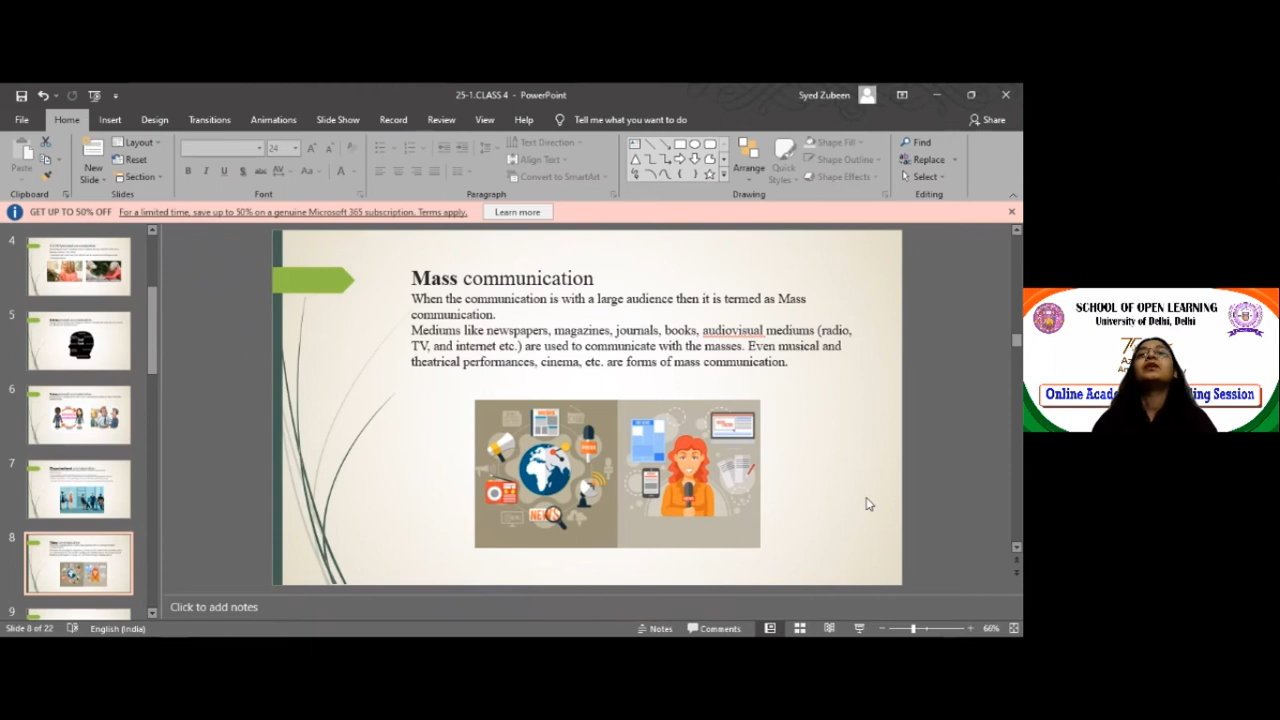 25-1.CLASS 4 - PowerPoint
Syed Zubeen
File Home Insert Design Transitions Animations Slide Show Record Review View Help Tell me what you want to do Share
Paste
Clipboard
New Slide
Layout
Reset
Section
Slides
24
Font
Text Direction
Align Text
Convert to SmartArt
Paragraph
Arrange
Quick Styles
Shape Fill
Shape Outline
Shape Effects
Drawing
Find
Replace
Select
Editing
GET UP TO 50% OFF For a limited time, save up to 50% on a genuine Microsoft 365 subscription. Terms apply. Learn more
4
5
6
7
8
9
Mass communication
When the communication is with a large audience then it is termed as Mass
communication.
Mediums like newspapers, magazines, journals, books, audiovisual mediums (radio,
TV, and internet etc.) are used to communicate with the masses. Even musical and
theatrical performances, cinema, etc. are forms of mass communication.
NEWS
SCHOOL OF OPEN LEARNING
University of Delhi, Delhi
Click to add notes
Slide 8 of 22 English (India) Notes Comments 66%